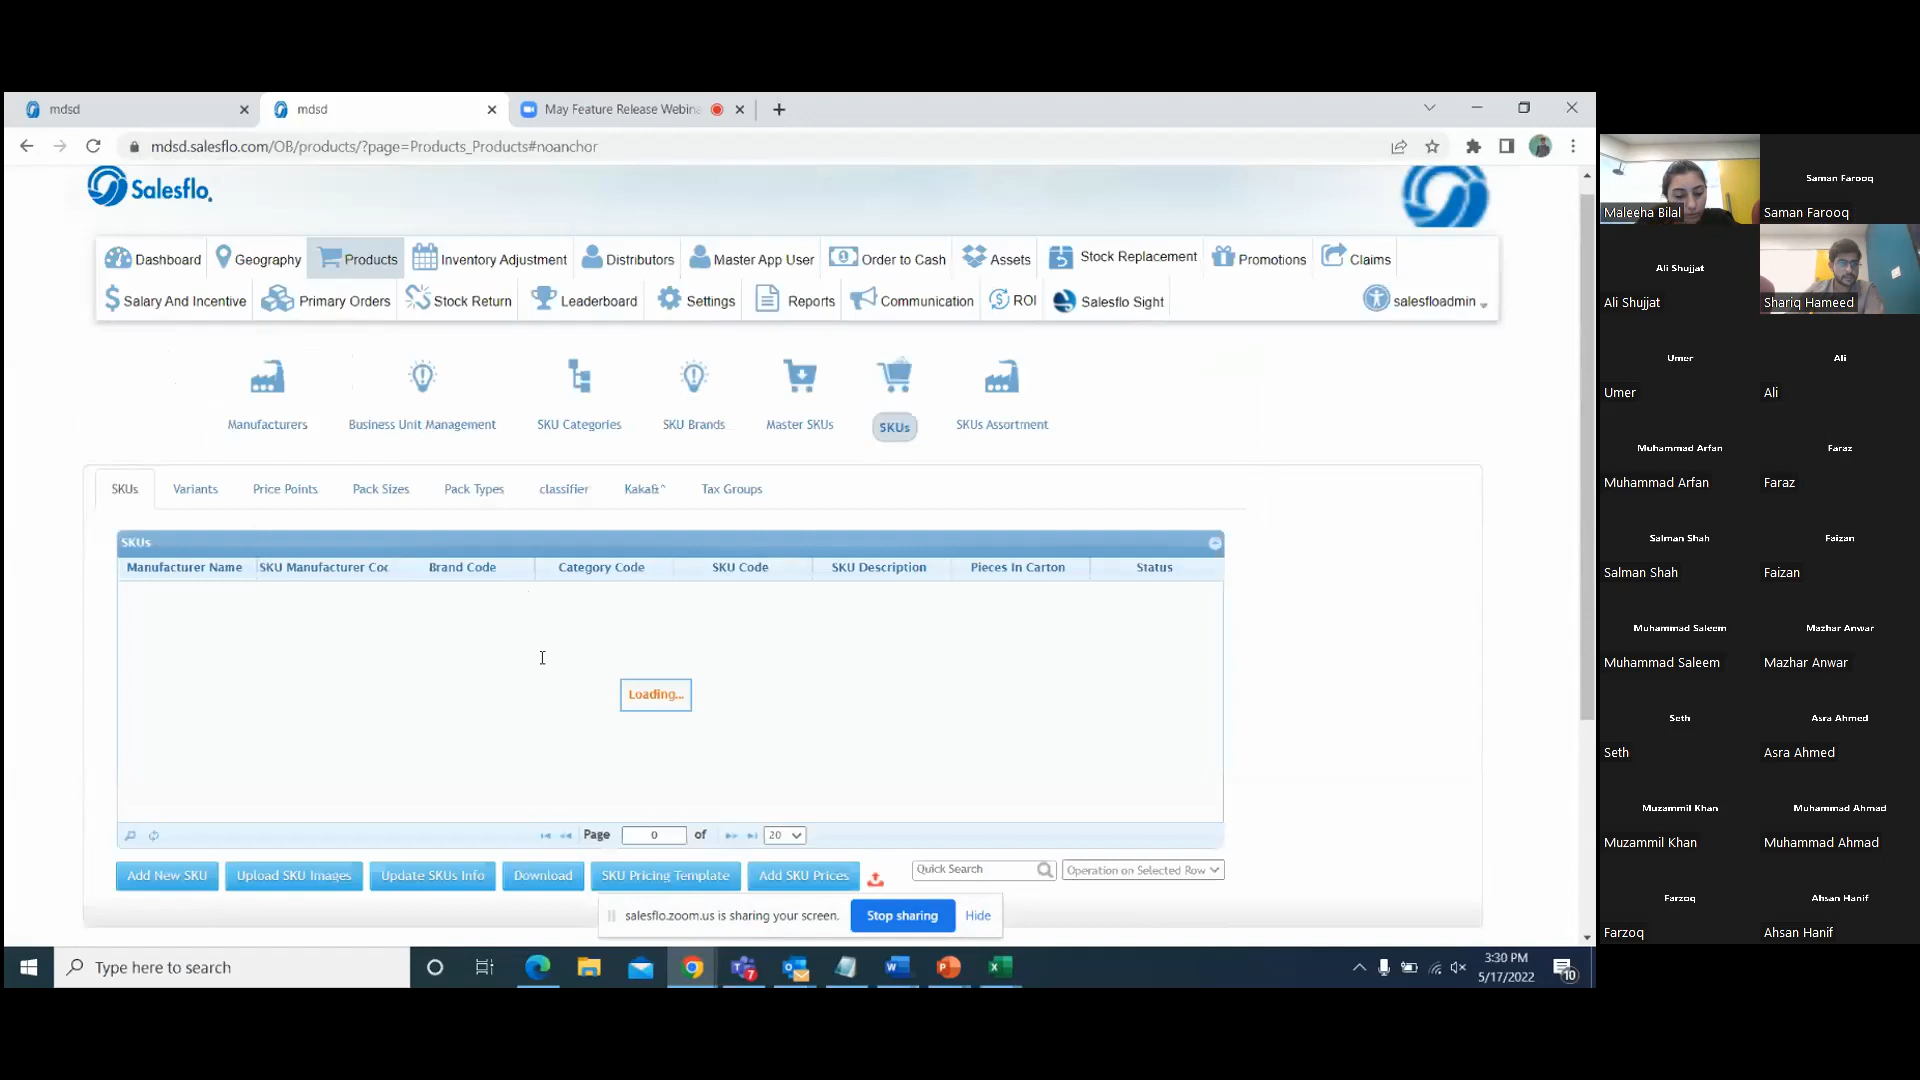 mdsd
mdsd
May Feature Release Webina
mdsd.salesflo.com/OB/products/?page=Products_Products#noanchor
Salesflo.
Dashboard Geography Products Inventory Adjustment Distributors Master App User Order to Cash Assets Stock Replacement Promotions Claims
Salary And Incentive Primary Orders Stock Return Leaderboard Settings Reports Communication ROI Salesflo Sight salesfloadmin
Manufacturers Business Unit Management SKU Categories SKU Brands Master SKUs SKUs SKUs Assortment
SKUs Variants Price Points Pack Sizes Pack Types classifier Kaka&^ Tax Groups
SKUs
Manufacturer Name SKU Manufacturer Coc Brand Code Category Code SKU Code SKU Description Pieces In Carton Status
Loading...
Page 0 of 20
Add New SKU Upload SKU Images Update SKUs Info Download SKU Pricing Template Add SKU Prices Quick Search Operation on Selected Row
salesflo.zoom.us is sharing your screen. Stop sharing Hide
Type here to search
7
3:30 PM
5/17/2022
10
Maleeha Bilal
Saman Farooq
Saman Farooq
Ali Shujjat
Ali Shujjat
Shariq Hameed
Umer
Umer
Ali
Ali
Muhammad Arfan
Muhammad Arfan
Faraz
Faraz
Salman Shah
Salman Shah
Faizan
Faizan
Muhammad Saleem
Muhammad Saleem
Mazhar Anwar
Mazhar Anwar
Seth
Seth
Asra Ahmed
Asra Ahmed
Muzammil Khan
Muzammil Khan
Muhammad Ahmad
Muhammad Ahmad
Farzoq
Farzoq
Ahsan Hanif
Ahsan Hanif